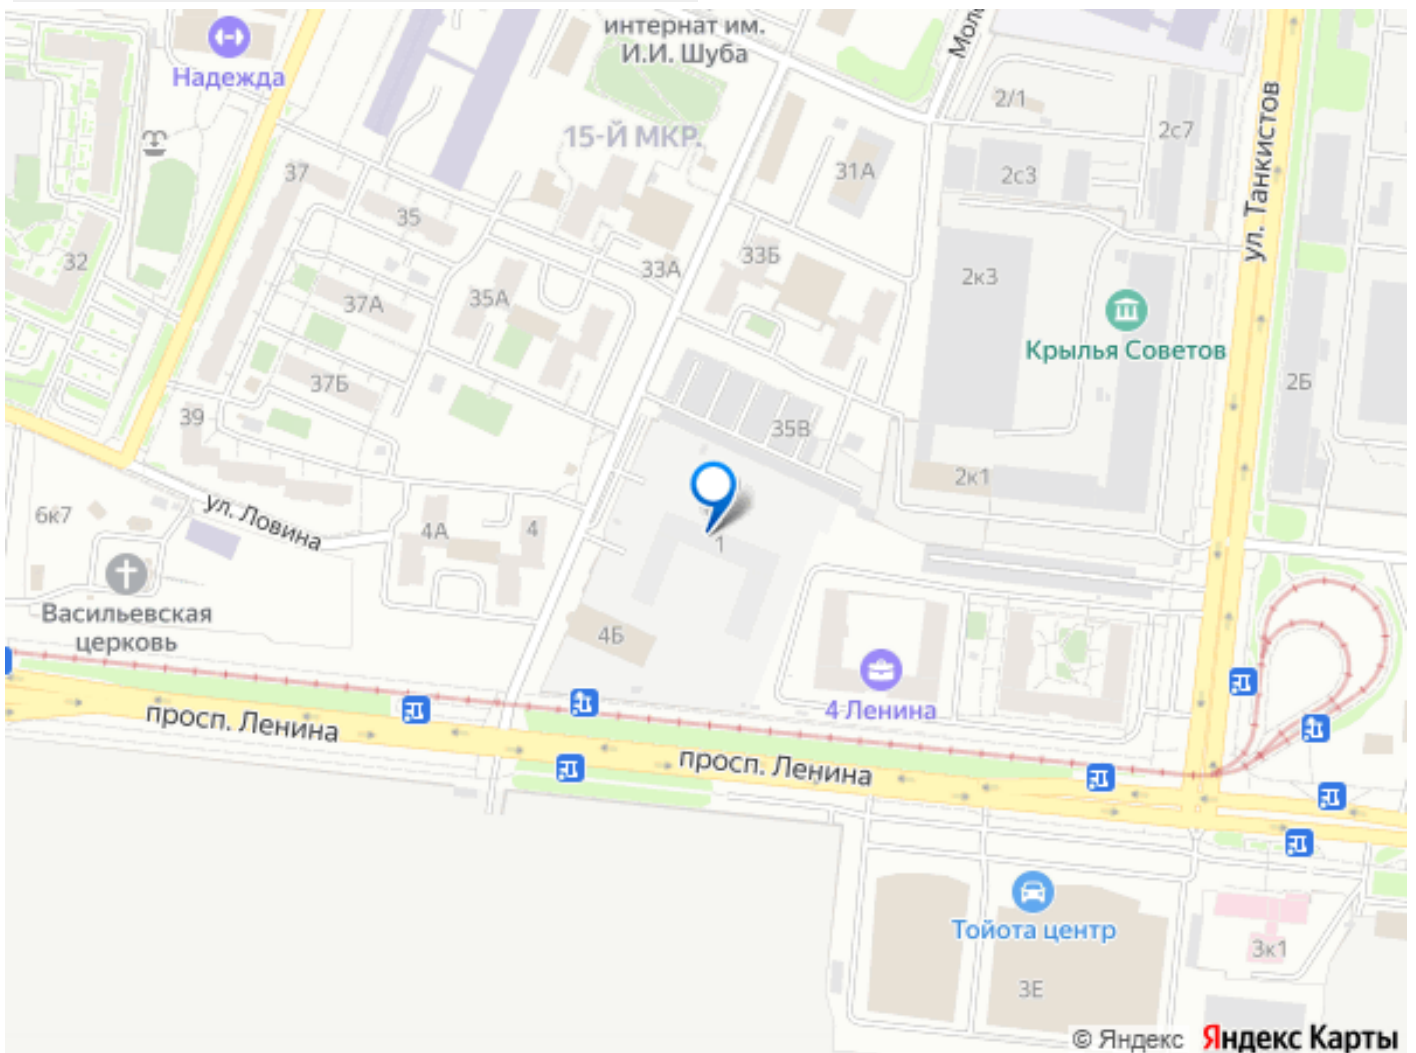 интернат им.
И.И. Шуба
Надежда
2/1
2с7
15-Й МКР.
ул. Танкистов
31А
2с3
37
35
32
33А
33Б
2к3
37А
35А
Крылья Советов
37Б
2Б
39
35В
2к1
6к7
ул. Ловина
4А
4
1
Васильевская
церковь
4Б
4 Ленина
просп. Ленина
просп. Ленина
Тойота центр
3к1
3Е
© Яндекс Яндекс Карты